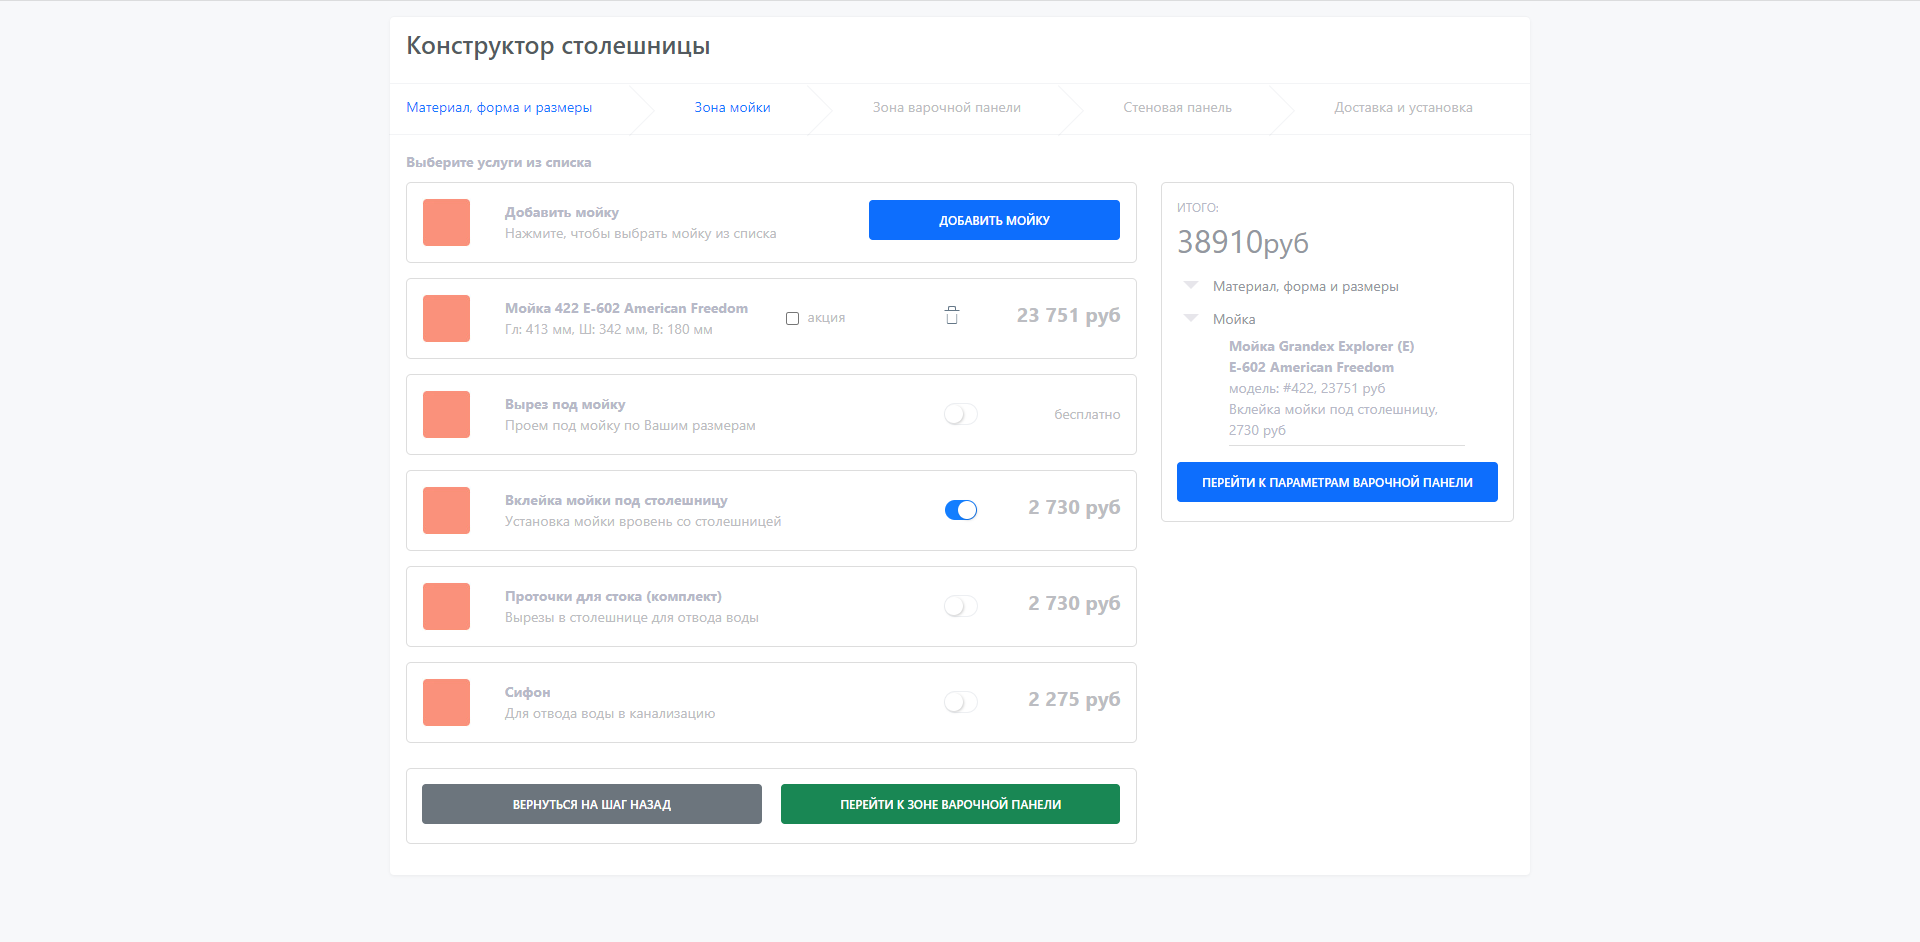 Конструктор столешницы
Материал, форма и размеры
Зона мойки
Зона варочной панели
Стеновая панель
Доставка и установка
Выберите услуги из списка
Добавить мойку
Нажмите, чтобы выбрать мойку из списка
ДОБАВИТЬ МОЙКУ
Мойка 422 E-602 American Freedom
Гл: 413 мм, Ш: 342 мм, В: 180 мм
акция
23 751 руб
Вырез под мойку
Проем под мойку по Вашим размерам
бесплатно
Вклейка мойки под столешницу
Установка мойки вровень со столешницей
2 730 руб
Проточки для стока (комплект)
Вырезы в столешнице для отвода воды
2 730 руб
Сифон
Для отвода воды в канализацию
2 275 руб
ВЕРНУТЬСЯ НА ШАГ НАЗАД
ПЕРЕЙТИ К ЗОНЕ ВАРОЧНОЙ ПАНЕЛИ
ИТОГО:
38910руб
Материал, форма и размеры
Мойка
Мойка Grandex Explorer (E)
E-602 American Freedom
модель: #422, 23751 руб
Вклейка мойки под столешницу,
2730 руб
ПЕРЕЙТИ К ПАРАМЕТРАМ ВАРОЧНОЙ ПАНЕЛИ